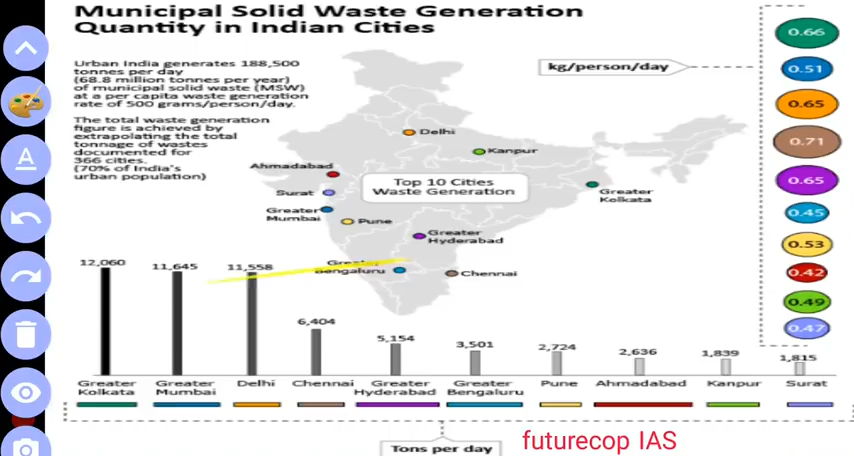 Municipal Solid Waste Generation
Quantity in Indian Cities
Urban India generates 188,500
tonnes per day
(68.8 million tonnes per year)
of municipal solid waste (MSW)
at a per capita waste generation
rate of 500 grams/person/day.
The total waste generation
figure is achieved by
extrapolating the total
tonnage of wastes
documented for
366 cities.
(70% of India's
urban population)
kg/person/day
0.66
0.51
0.65
0.71
0.65
0.45
0.53
0.42
0.49
0.47
Delhi
Kanpur
Ahmadabad
Top 10 Cities
Waste Generation
Surat
Greater
Kolkata
Greater
Mumbai
Pune
Greater
Hyderabad
Greater
Bengaluru
Chennai
12,060
11,645
11,558
6,404
5,154
3,501
2,724
2,636
1,839
1,815
Greater
Kolkata
Greater
Mumbai
Delhi
Chennai
Greater
Hyderabad
Greater
Bengaluru
Pune
Ahmadabad
Kanpur
Surat
Tons per day
futurecop IAS
A